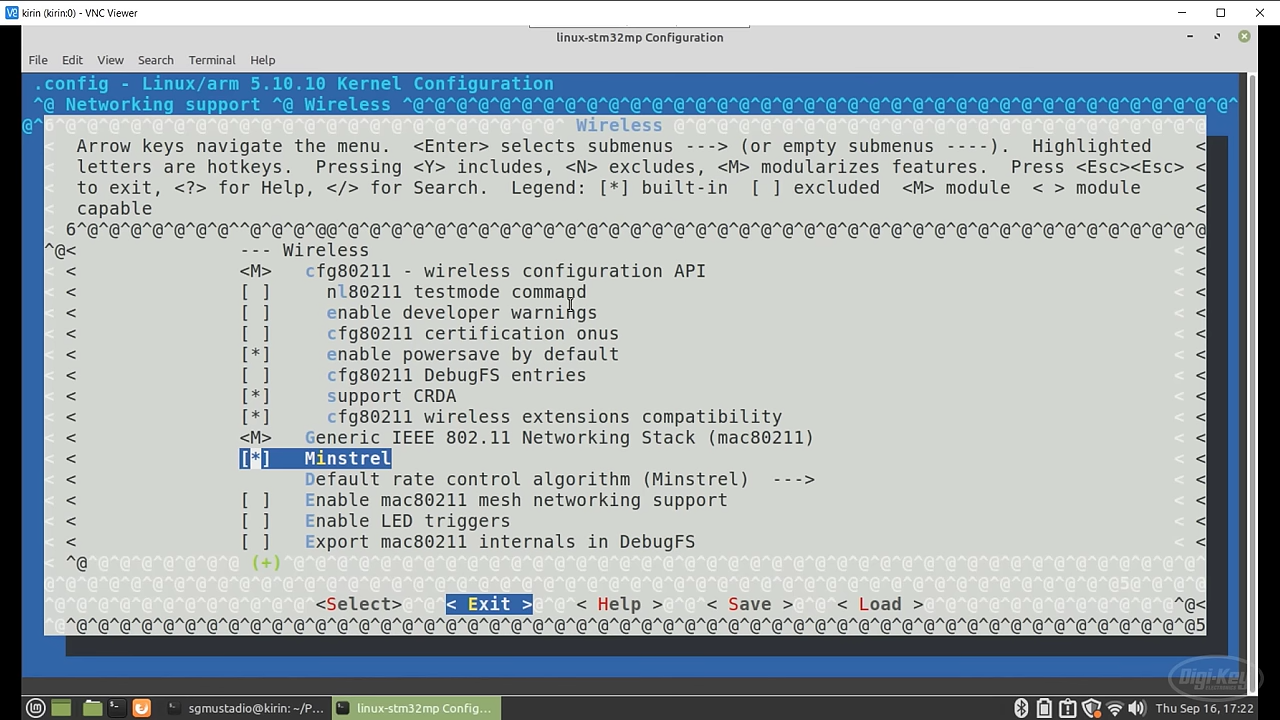 kirin (kirin:0) - VNC Viewer
linux-stm32mp Configuration
File Edit View Search Terminal Help
.config - Linux/arm 5.10.10 Kernel Configuration
^@ Networking support ^@ Wireless ^@^@^@^@^@^@^@^@^@^@^@^@^@^@^@^@^@^@^@^@^@^@^@^@^@^@^@^@^@^@^@^@^@^@^@^@^@^@^
Wireless
Arrow keys navigate the menu. <Enter> selects submenus ---> (or empty submenus ----). Highlighted <
< letters are hotkeys. Pressing <Y> includes, <N> excludes, <M> modularizes features. Press <Esc><Esc> <
< to exit, <?> for Help, </> for Search. Legend: [*] built-in [ ] excluded <M> module < > module <
capable <
^@< --- Wireless < <
< < <M> cfg80211 - wireless configuration API < <
< < [ ] nl80211 testmode command < <
< < [ ] enable developer warnings < <
< < [ ] cfg80211 certification onus < <
< < [*] enable powersave by default < <
< < [ ] cfg80211 DebugFS entries < <
< < [*] support CRDA < <
< < [*] cfg80211 wireless extensions compatibility < <
< < <M> Generic IEEE 802.11 Networking Stack (mac80211) < <
< < [*] Minstrel < <
< < Default rate control algorithm (Minstrel) ---> < <
< < [ ] Enable mac80211 mesh networking support < <
< < [ ] Enable LED triggers < <
< < [ ] Export mac80211 internals in DebugFS < <
(+)
<Select> < Exit > < Help > < Save > < Load > ^@<
Digi-Key
ELECTRONICS
sgmustadio@kirin: ~/P... linux-stm32mp Config... Thu Sep 16, 17:22